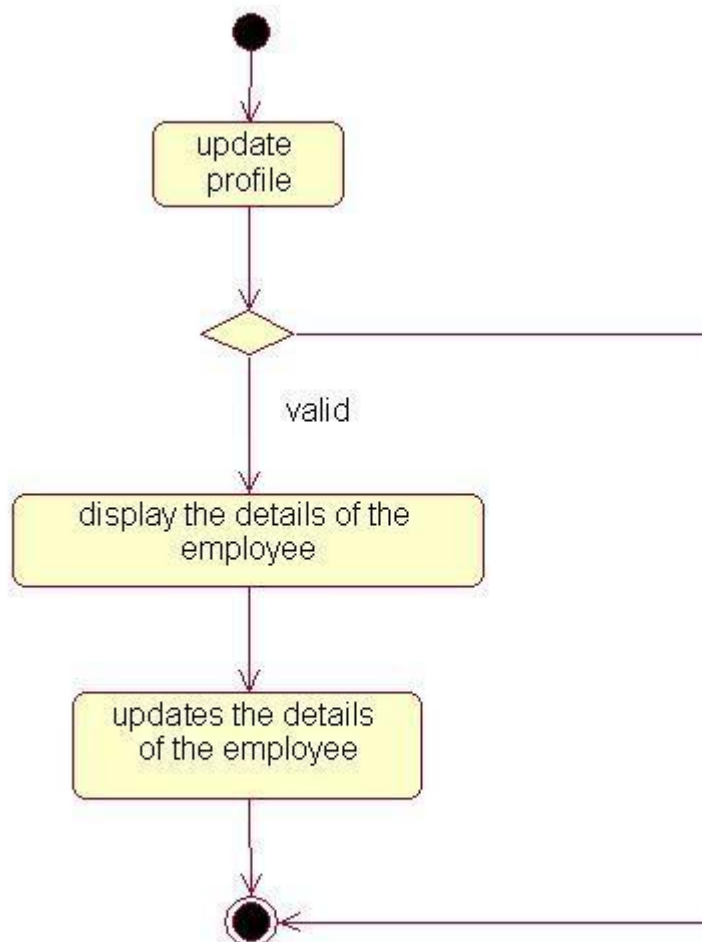 update
profile
valid
display the details of the
employee
updates the details
of the employee